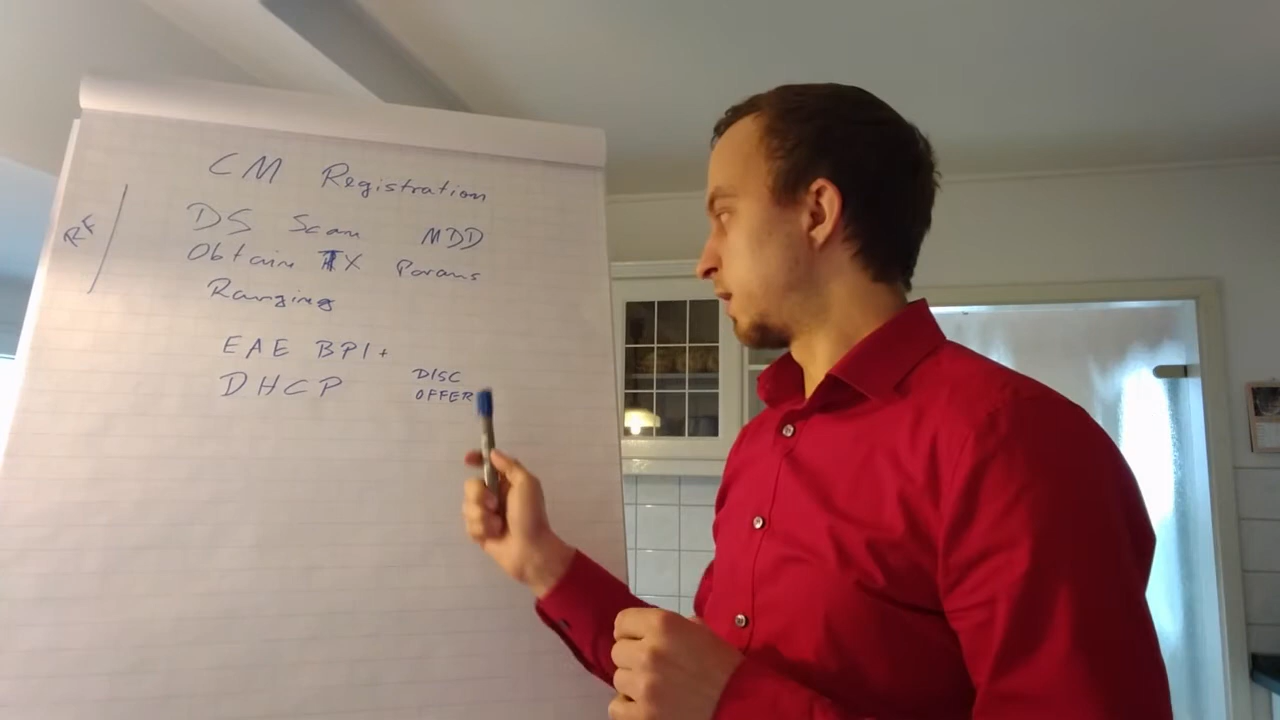 CM Registration
RF
DS Scan MDD
Obtain TX Params
Ranging
EAE BPI+
DHCP
DISC
OFFER